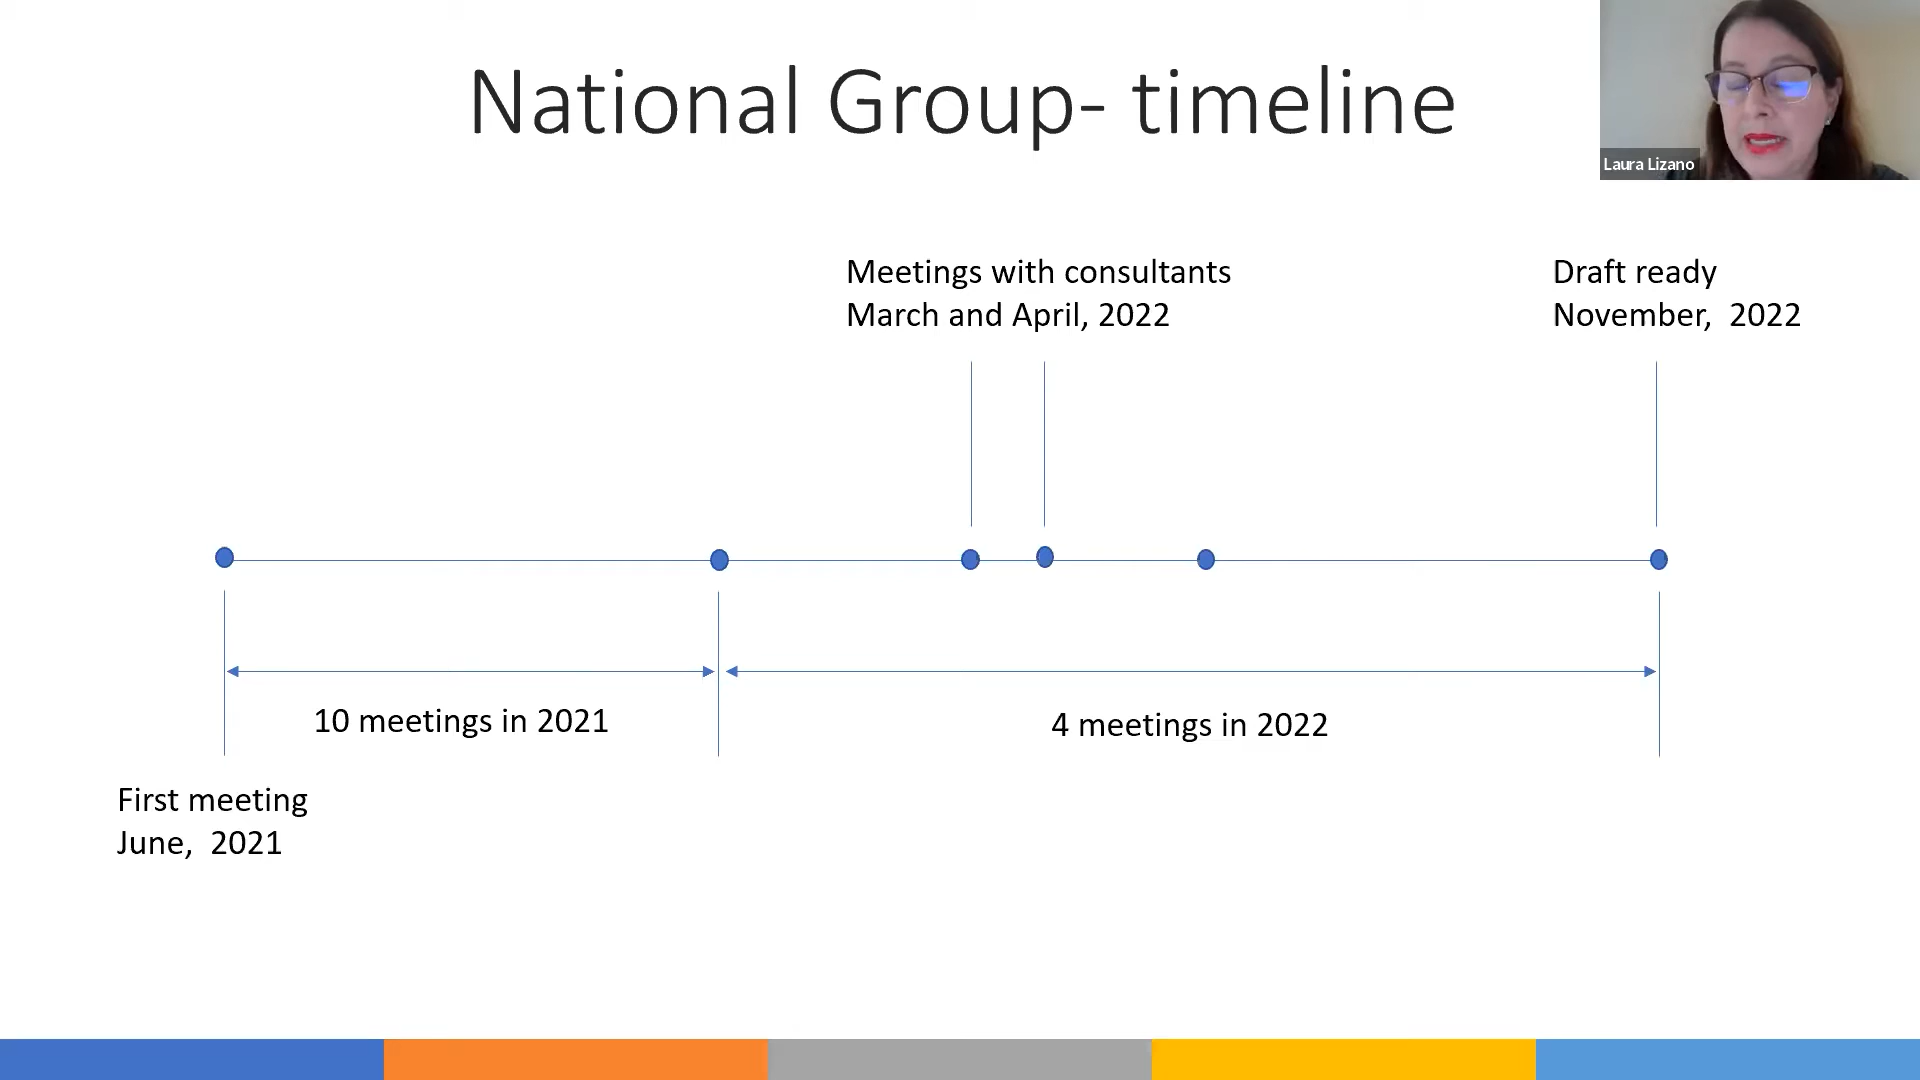 National Group- timeline
Laura Lizano
Meetings with consultants
March and April, 2022
Draft ready
November,  2022
10 meetings in 2021
4 meetings in 2022
First meeting
June,  2021